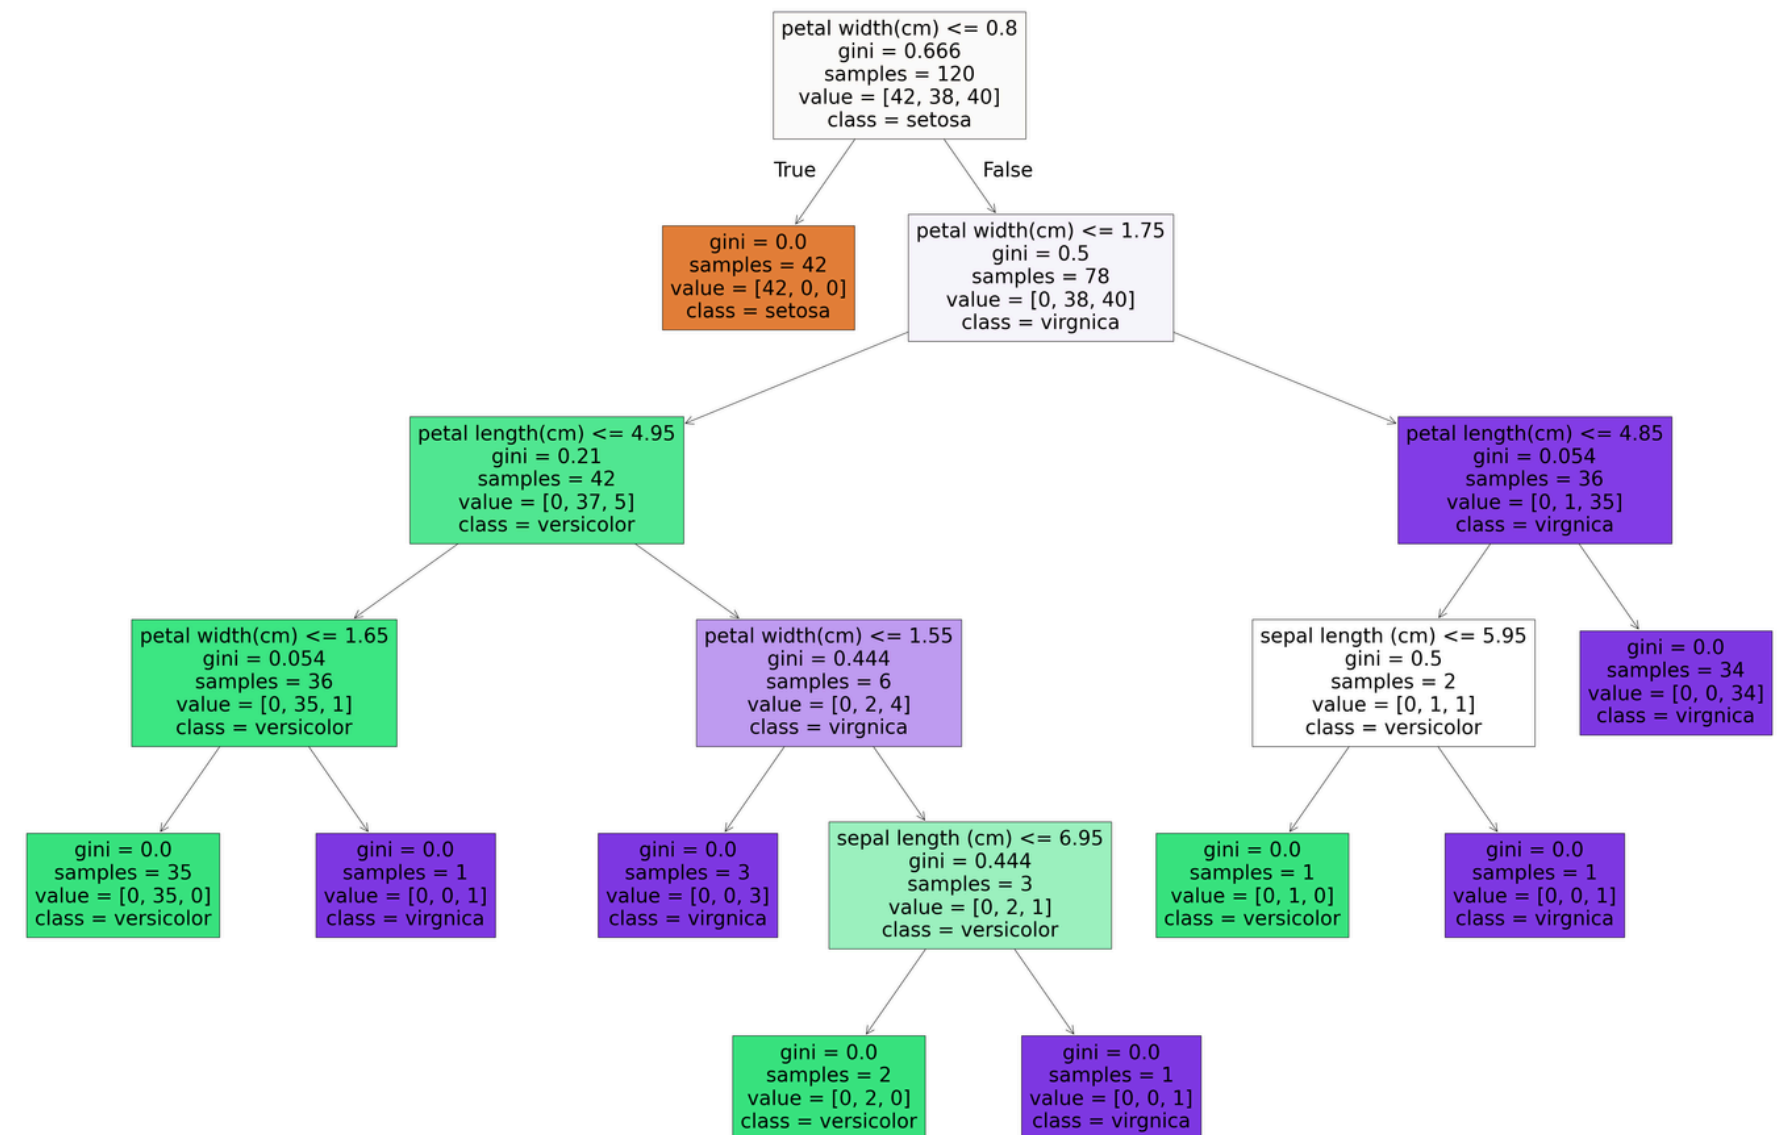 petal width(cm) <= 0.8
gini = 0.666
samples = 120
value = [42, 38, 40]
class = setosa
True
False
gini = 0.0
samples = 42
value = [42, 0, 0]
class = setosa
petal width(cm) <= 1.75
gini = 0.5
samples = 78
value = [0, 38, 40]
class = virgnica
petal length(cm) <= 4.95
gini = 0.21
samples = 42
value = [0, 37, 5]
class = versicolor
petal length(cm) <= 4.85
gini = 0.054
samples = 36
value = [0, 1, 35]
class = virgnica
petal width(cm) <= 1.65
gini = 0.054
samples = 36
value = [0, 35, 1]
class = versicolor
petal width(cm) <= 1.55
gini = 0.444
samples = 6
value = [0, 2, 4]
class = virgnica
sepal length (cm) <= 5.95
gini = 0.5
samples = 2
value = [0, 1, 1]
class = versicolor
gini = 0.0
samples = 34
value = [0, 0, 34]
class = virgnica
gini = 0.0
samples = 35
value = [0, 35, 0]
class = versicolor
gini = 0.0
samples = 1
value = [0, 0, 1]
class = virgnica
gini = 0.0
samples = 3
value = [0, 0, 3]
class = virgnica
sepal length (cm) <= 6.95
gini = 0.444
samples = 3
value = [0, 2, 1]
class = versicolor
gini = 0.0
samples = 1
value = [0, 1, 0]
class = versicolor
gini = 0.0
samples = 1
value = [0, 0, 1]
class = virgnica
gini = 0.0
samples = 2
value = [0, 2, 0]
class = versicolor
gini = 0.0
samples = 1
value = [0, 0, 1]
class = virgnica